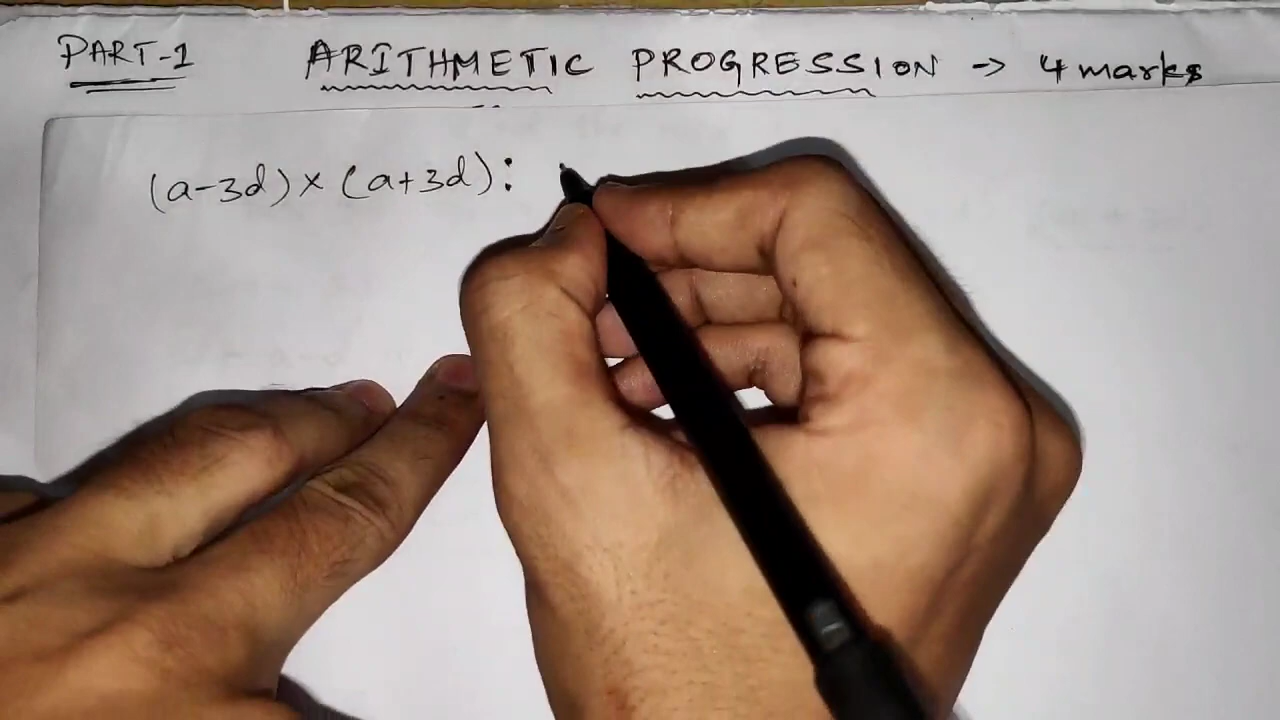 PART-1 ARITHMETIC PROGRESSION -> 4 marks
(a-3d) x (a+3d) :